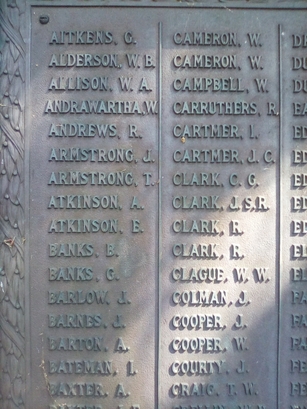 AITKENS, G.
ALDERSON, W.B.
ALLISON, W.A.
ANDRAWARTHA, W.
ANDREWS, R.
ARMSTRONG, J.
ARMSTRONG, T.
ATKINSON, A.
ATKINSON, E.
BANKS, B.
BANKS, G.
BARLOW, J.
BARNES, J.
BARTON, A.
BATEMAN, J.
BAXTER, A.
CAMERON, W.
CAMERON, W.
CAMPBELL, W.
CARRUTHERS, R.
CARTMER, I.
CARTMER, J.C.
CLARK, C.G.
CLARK, J.S.R.
CLARK, R.
CLARK, R.
CLAGUE, W.W.
COLMAN, J.
COOPER, J.
COOPER, W.
COURTY, J.
CRAIG, T.W.